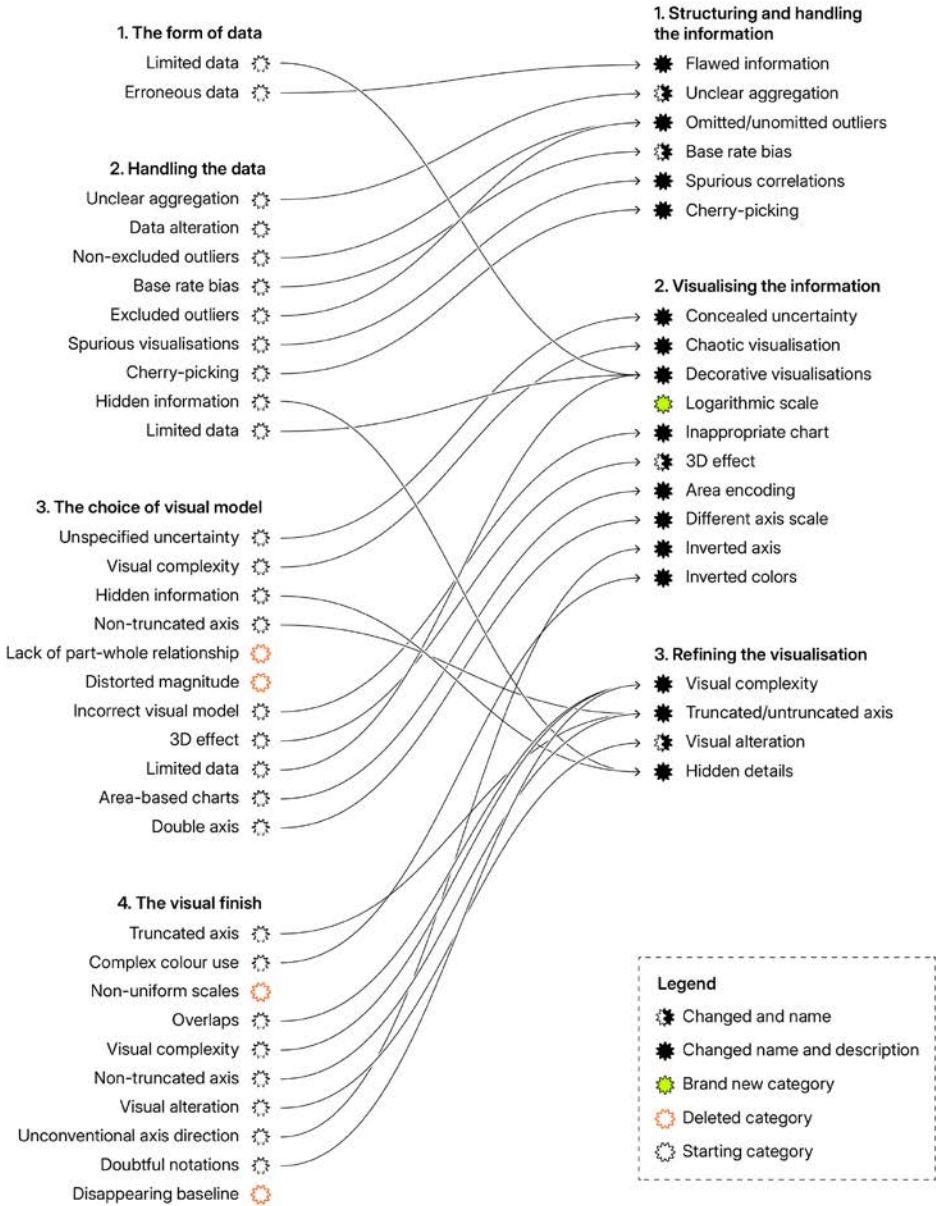 1. The form of data
Limited data
Erroneous data
2. Handling the data
Unclear aggregation
Data alteration
Non-excluded outliers
Base rate bias
Excluded outliers
Spurious visualisations
Cherry-picking
Hidden information
Limited data
3. The choice of visual model
Unspecified uncertainty
Visual complexity
Hidden information
Non-truncated axis
Lack of part-whole relationship
Distorted magnitude
Incorrect visual model
3D effect
Limited data
Area-based charts
Double axis
4. The visual finish
Truncated axis
Complex colour use
Non-uniform scales
Overlaps
Visual complexity
Non-truncated axis
Visual alteration
Unconventional axis direction
Doubtful notations
Disappearing baseline
1. Structuring and handling
the information
Flawed information
Unclear aggregation
Omitted/unomitted outliers
Base rate bias
Spurious correlations
Cherry-picking
2. Visualising the information
Concealed uncertainty
Chaotic visualisation
Decorative visualisations
Logarithmic scale
Inappropriate chart
3D effect
Area encoding
Different axis scale
Inverted axis
Inverted colors
3. Refining the visualisation
Visual complexity
Truncated/untruncated axis
Visual alteration
Hidden details
Legend
Changed and name
Changed name and description
Brand new category
Deleted category
Starting category